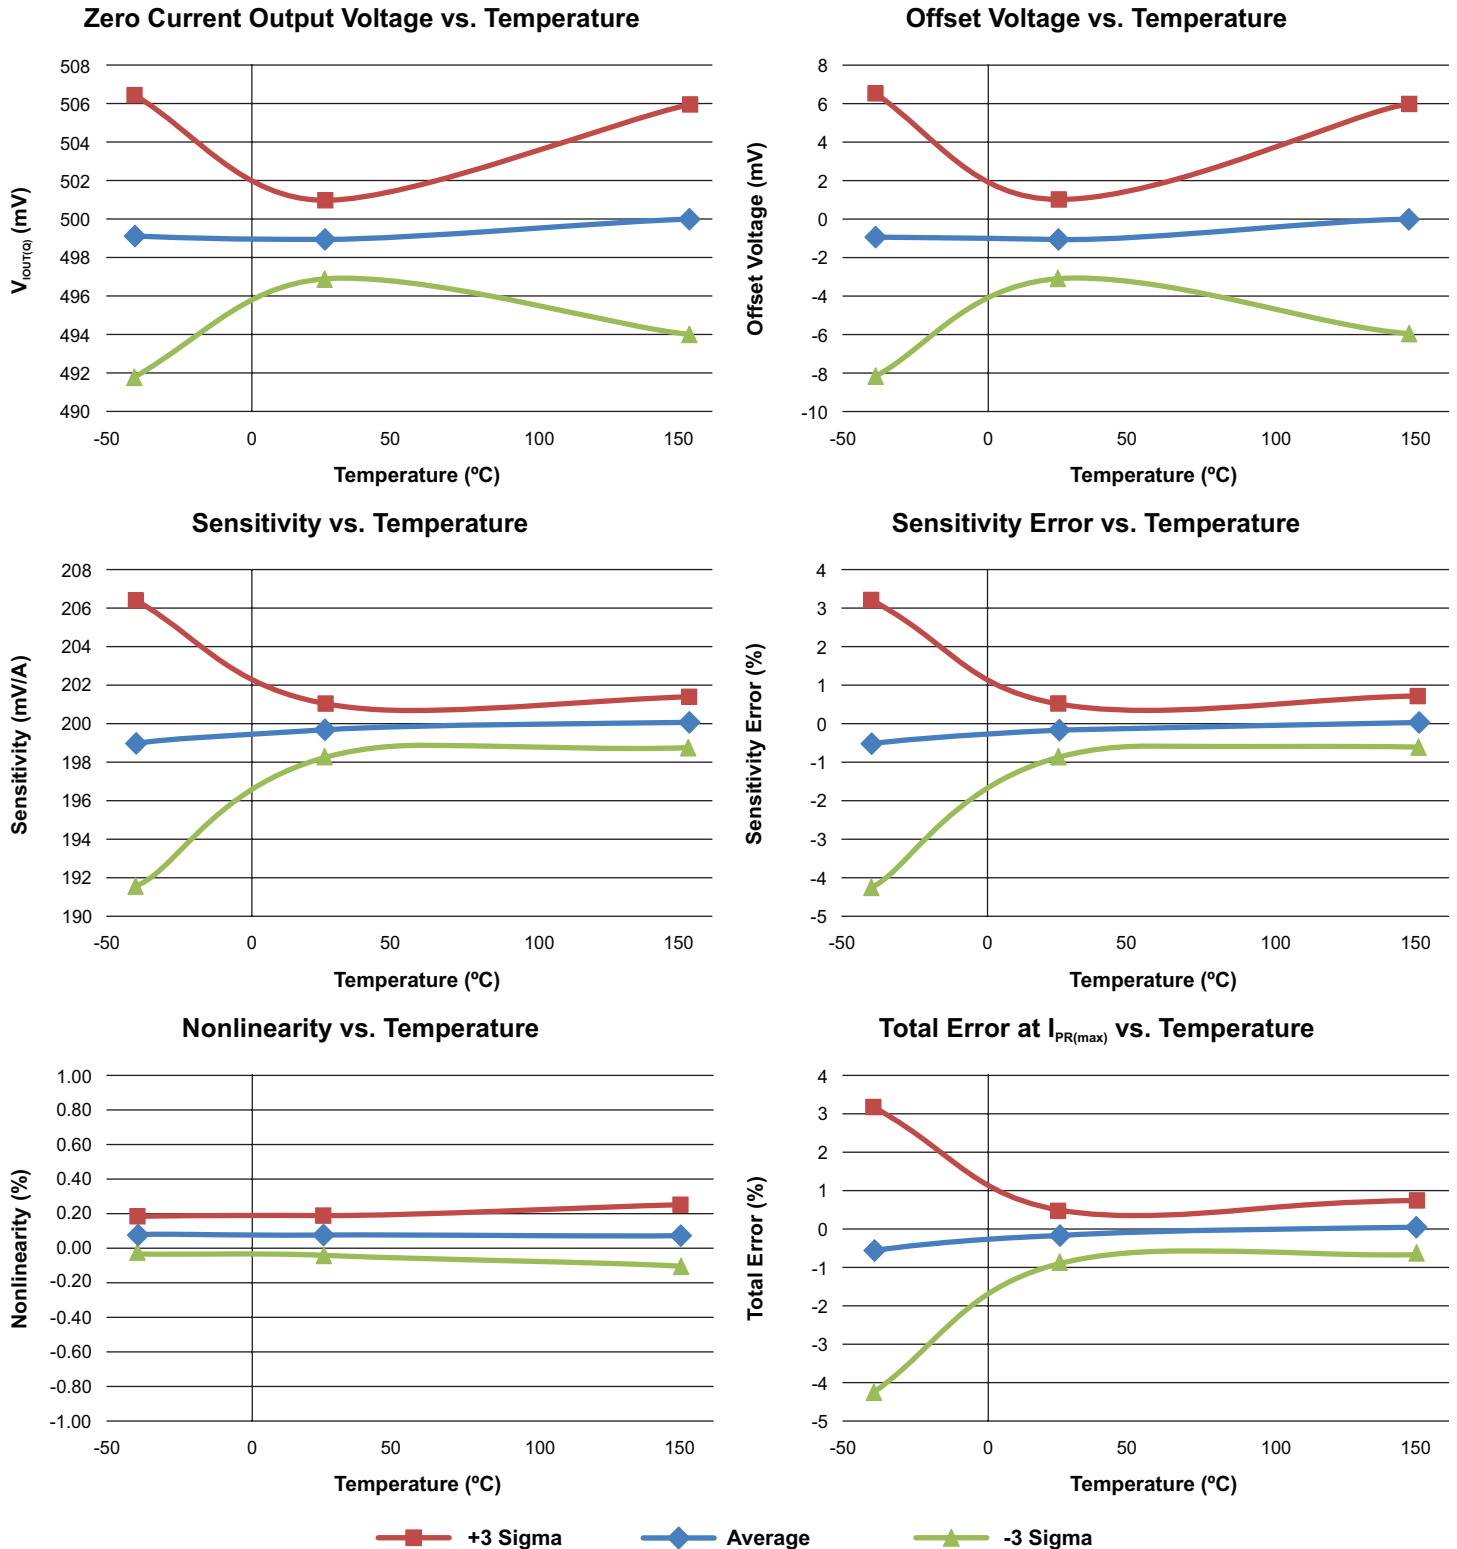 Zero Current Output Voltage vs. Temperature
508
506
504
502
500
498
496
494
492
490
V_IOUT(Q) (mV)
-50 0 50 100 150
Temperature (ºC)
Offset Voltage vs. Temperature
8
6
4
2
0
-2
-4
-6
-8
-10
Offset Voltage (mV)
-50 0 50 100 150
Temperature (ºC)
Sensitivity vs. Temperature
208
206
204
202
200
198
196
194
192
190
Sensitivity (mV/A)
-50 0 50 100 150
Temperature (ºC)
Sensitivity Error vs. Temperature
4
3
2
1
0
-1
-2
-3
-4
-5
Sensitivity Error (%)
-50 0 50 100 150
Temperature (ºC)
Nonlinearity vs. Temperature
1.00
0.80
0.60
0.40
0.20
0.00
-0.20
-0.40
-0.60
-0.80
-1.00
Nonlinearity (%)
-50 0 50 100 150
Temperature (ºC)
Total Error at I_PR(max) vs. Temperature
4
3
2
1
0
-1
-2
-3
-4
-5
Total Error (%)
-50 0 50 100 150
Temperature (ºC)
+3 Sigma Average -3 Sigma